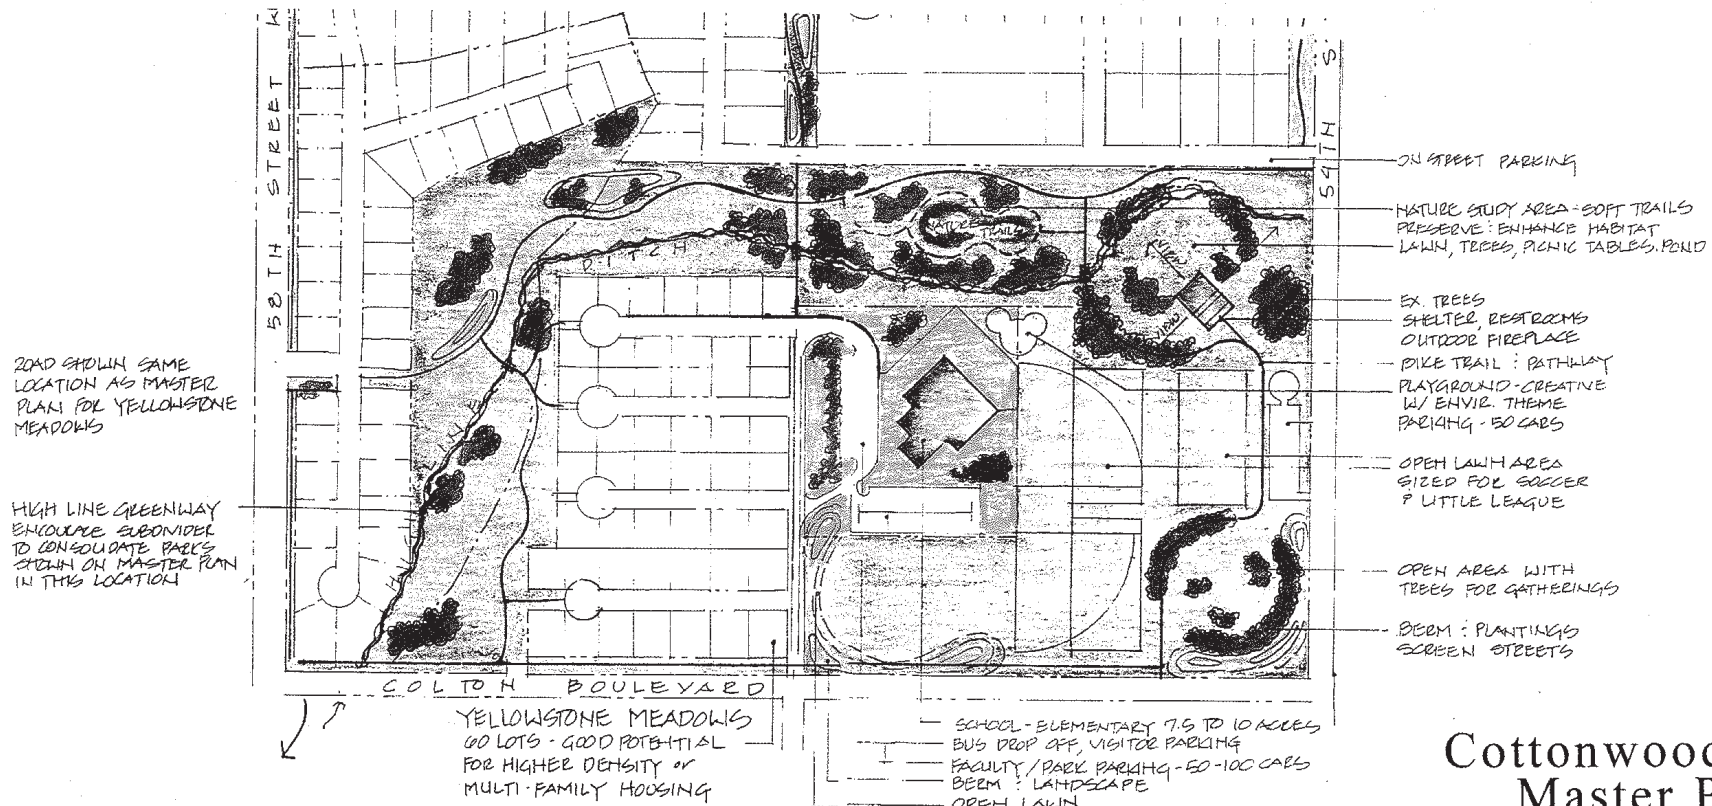 58TH STREET W
54TH S.
ON STREET PARKING
NATURE STUDY AREA - SOFT TRAILS
PRESERVE : ENHANCE HABITAT
LAWN, TREES, PICNIC TABLES. POND
NATURE
TRAILS
VIEW
VIEW
DITCH
HIGH LINE
EX. TREES
SHELTER, RESTROOMS
OUTDOOR FIREPLACE
BIKE TRAIL : PATHWAY
PLAYGROUND - CREATIVE
W/ ENVIR. THEME
PARKING - 50 CARS
OPEN LAWN AREA
SIZED FOR SOCCER
& LITTLE LEAGUE
OPEN AREA WITH
TREES FOR GATHERINGS
BERM : PLANTINGS
SCREEN STREETS
ROAD SHOWN SAME
LOCATION AS MASTER
PLAN FOR YELLOWSTONE
MEADOWS
HIGH LINE GREENWAY
ENCOURAGE SUBDIVIDER
TO CONSOLIDATE PARKS
SHOWN ON MASTER PLAN
IN THIS LOCATION
COLTON BOULEVARD
YELLOWSTONE MEADOWS
60 LOTS - GOOD POTENTIAL
FOR HIGHER DENSITY or
MULTI-FAMILY HOUSING
SCHOOL - ELEMENTARY 7.5 TO 10 ACRES
BUS DROP OFF, VISITOR PARKING
FACULTY / PARK PARKING - 50-100 CARS
BERM : LANDSCAPE
OPEN LAWN
Cottonwood
Master P